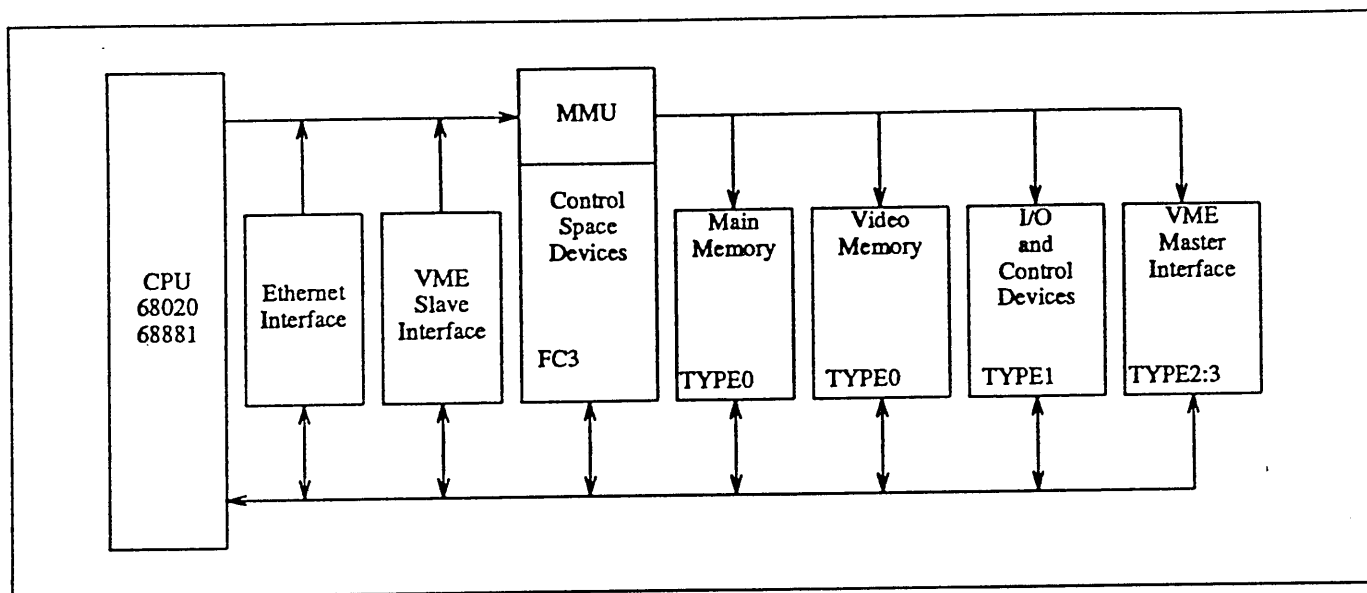 CPU
68020
68881
Ethernet
Interface
VME
Slave
Interface
MMU
Control
Space
Devices
FC3
Main
Memory
TYPE0
Video
Memory
TYPE0
I/O
and
Control
Devices
TYPE1
VME
Master
Interface
TYPE2:3